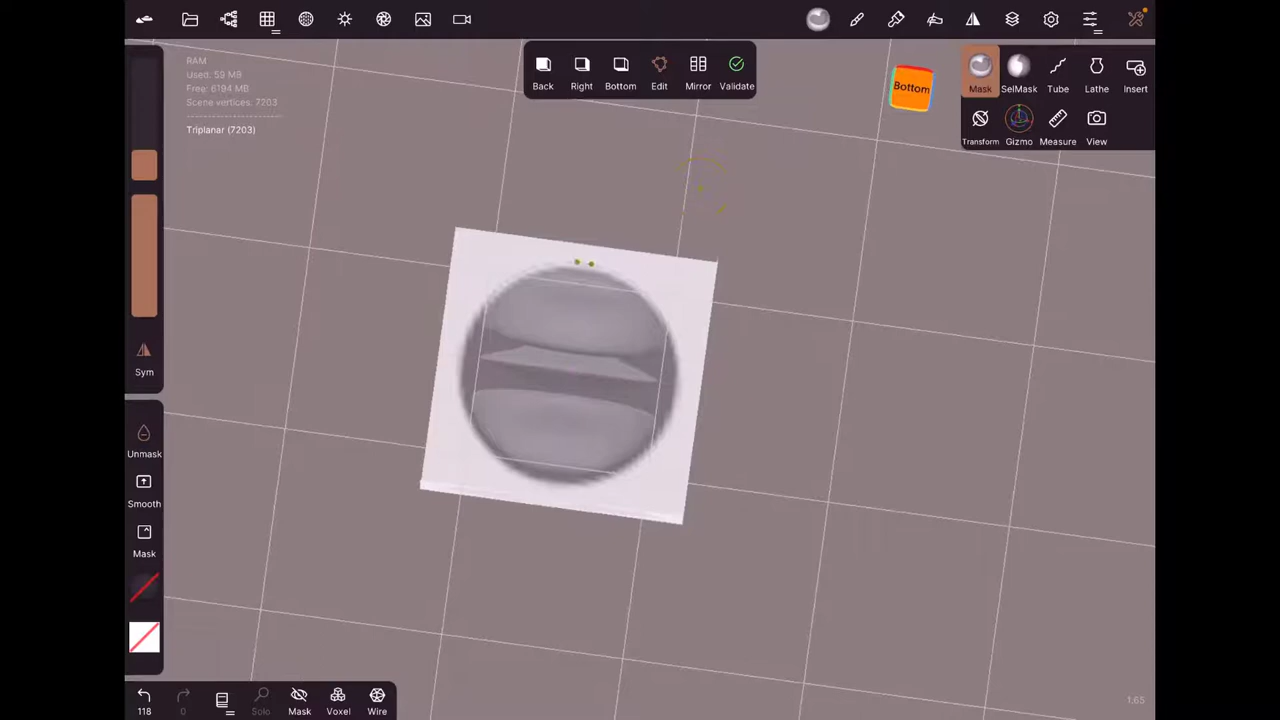 RAM
Used: 59 MB
Free: 6194 MB
Scene vertices: 7203
Triplanar (7203)
Back
Right
Bottom
Edit
Mirror
Validate
Bottom
Mask
SelMask
Tube
Lathe
Insert
Transform
Gizmo
Measure
View
Sym
Unmask
Smooth
Mask
118
0
Solo
Mask
Voxel
Wire
1.65